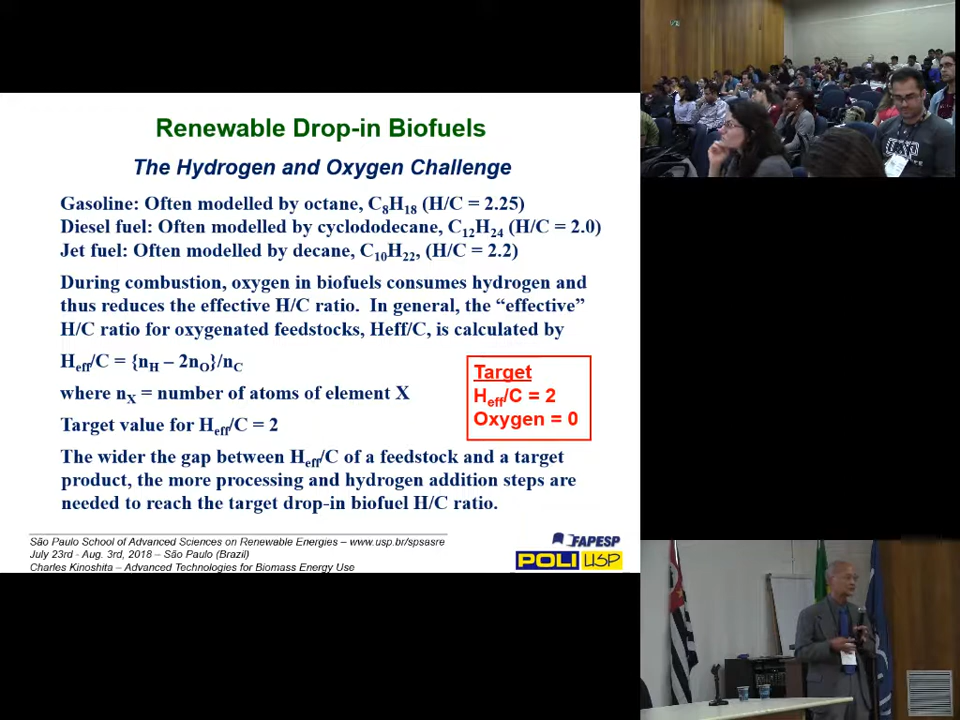 Renewable Drop-in Biofuels
The Hydrogen and Oxygen Challenge
Gasoline: Often modelled by octane, C8H18 (H/C = 2.25)
Diesel fuel: Often modelled by cyclododecane, C12H24 (H/C = 2.0)
Jet fuel: Often modelled by decane, C10H22, (H/C = 2.2)
During combustion, oxygen in biofuels consumes hydrogen and
thus reduces the effective H/C ratio. In general, the “effective”
H/C ratio for oxygenated feedstocks, Heff/C, is calculated by
Heff/C = {nH – 2nO}/nC
where nX = number of atoms of element X
Target value for Heff/C = 2
Target
Heff/C = 2
Oxygen = 0
The wider the gap between Heff/C of a feedstock and a target
product, the more processing and hydrogen addition steps are
needed to reach the target drop-in biofuel H/C ratio.
São Paulo School of Advanced Sciences on Renewable Energies – www.usp.br/spsasre
July 23rd - Aug. 3rd, 2018 – São Paulo (Brazil)
Charles Kinoshita – Advanced Technologies for Biomass Energy Use
FAPESP
POLI USP